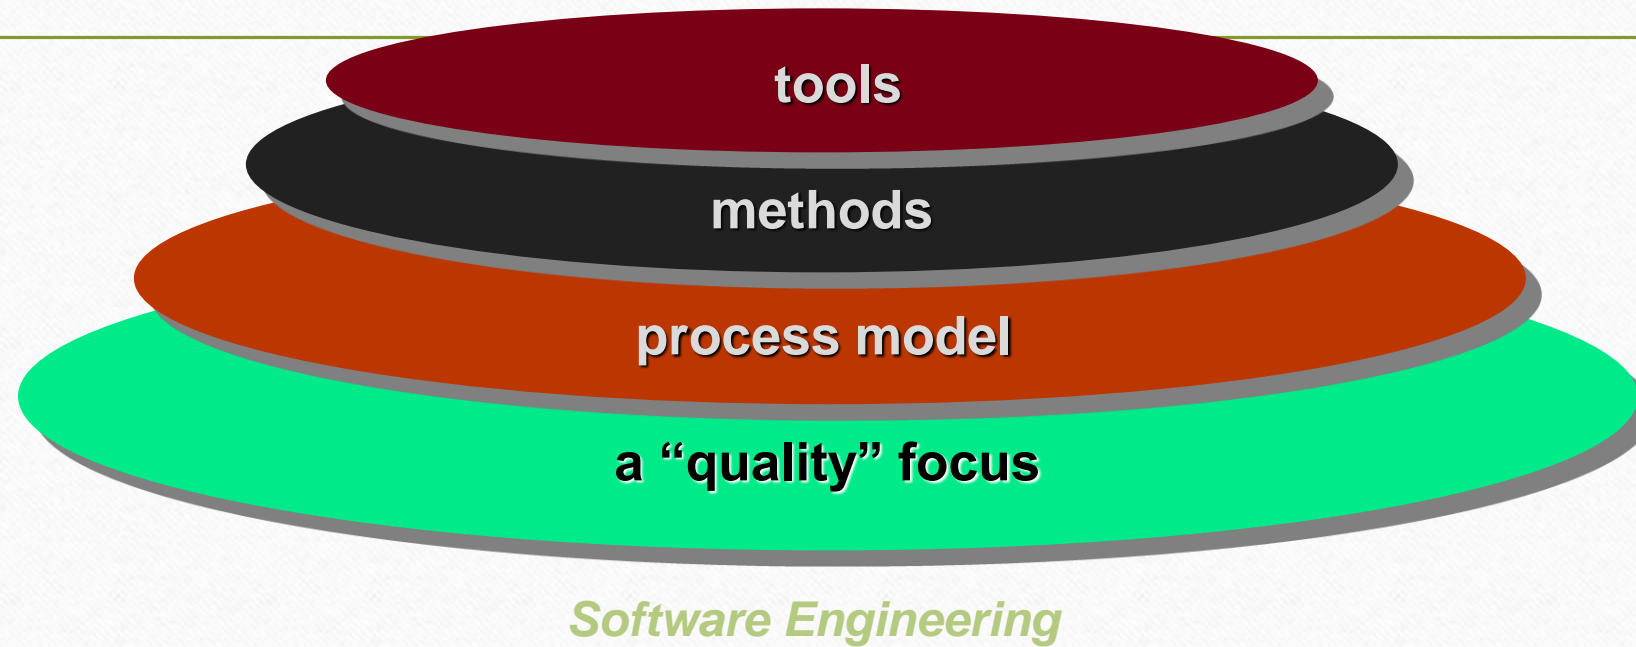 tools
methods
process model
a “quality” focus
Software Engineering